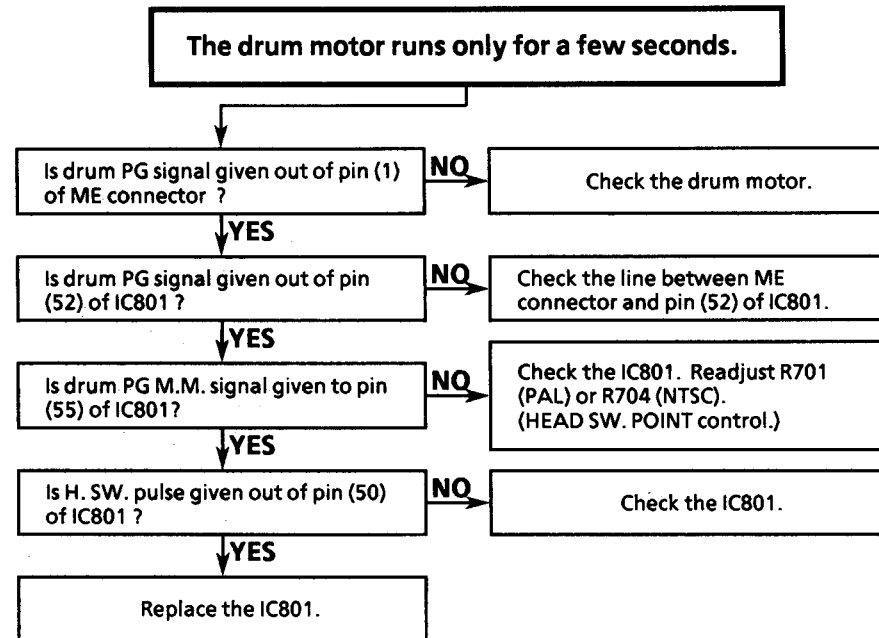 The drum motor runs only for a few seconds.
Is drum PG signal given out of pin (1)
of ME connector ?
NO
Check the drum motor.
YES
Is drum PG signal given out of pin
(52) of IC801 ?
NO
Check the line between ME
connector and pin (52) of IC801.
YES
Is drum PG M.M. signal given to pin
(55) of IC801?
NO
Check the IC801. Readjust R701
(PAL) or R704 (NTSC).
(HEAD SW. POINT control.)
YES
Is H. SW. pulse given out of pin (50)
of IC801 ?
NO
Check the IC801.
YES
Replace the IC801.